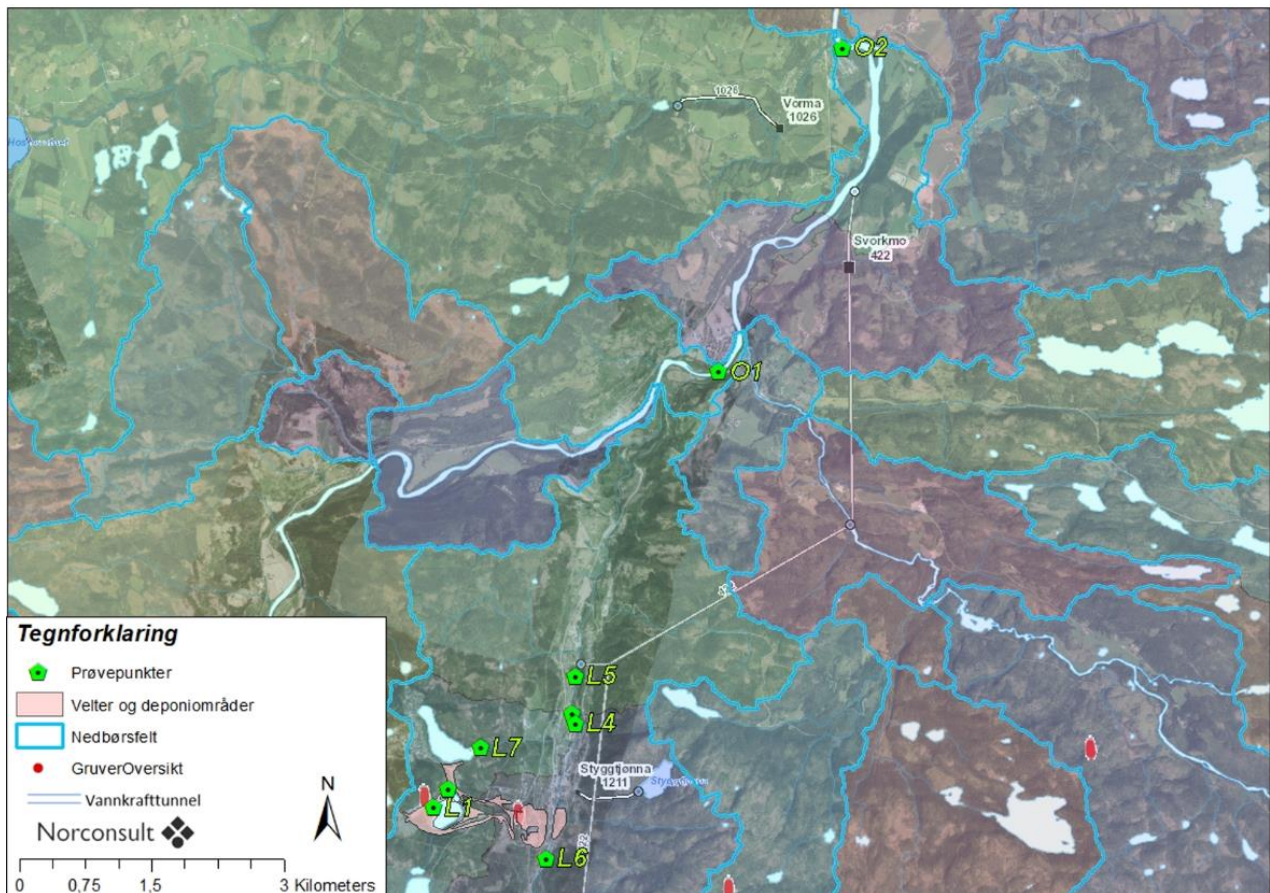 O2
1026
Vorma
1026
Svorkmo
422
O1
L5
L4
L7
Styggtjønna
1211
L1
L6
Tegnforklaring
Prøvepunkter
Velter og deponiområder
Nedbørsfelt
GruverOversikt
Vannkrafttunnel
N
Norconsult
0 0,75 1,5 3 Kilometers